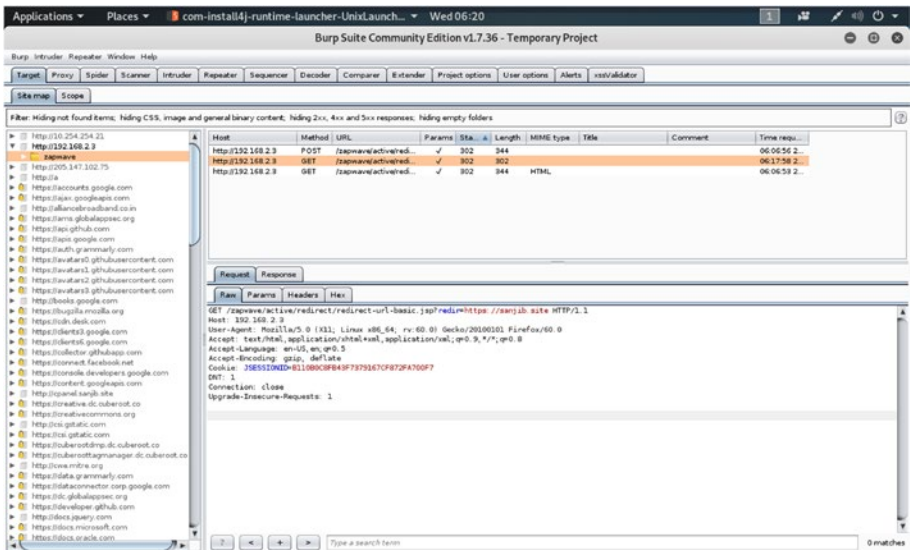 Applications Places com-install4j-runtime-launcher-UnixLaunch... Wed 06:20 1
Burp Suite Community Edition v1.7.36 - Temporary Project
Burp Intruder Repeater Window Help
Target Proxy Spider Scanner Intruder Repeater Sequencer Decoder Comparer Extender Project options User options Alerts xssValidator
Site map Scope
Filter: Hiding not found items; hiding CSS, image and general binary content; hiding 2xx, 4xx and 5xx responses; hiding empty folders ?
http://10.254.254.21
http://192.168.2.3
zapwave
http://205.147.102.75
http://a
https://accounts.google.com
https://ajax.googleapis.com
http://alliancebroadband.co.in
https://ams.globalappsec.org
https://api.github.com
https://apis.google.com
https://auth.grammarly.com
https://avatars0.githubusercontent.com
https://avatars1.githubusercontent.com
https://avatars2.githubusercontent.com
https://avatars3.githubusercontent.com
http://books.google.com
https://bugzilla.mozilla.org
https://cdn.desk.com
https://clients3.google.com
https://clients6.google.com
https://collector.githubapp.com
https://connect.facebook.net
https://console.developers.google.com
https://content.googleapis.com
http://cpanel.sanjib.site
https://creative.dc.cuberoot.co
https://creativecommons.org
http://csi.gstatic.com
https://csi.gstatic.com
https://cuberootdmp.dc.cuberoot.co
https://cuberoottagmanager.dc.cuberoot.co
http://cwe.mitre.org
https://data.grammarly.com
https://dataconnector.corp.google.com
https://dc.globalappsec.org
https://developer.github.com
http://docs.jquery.com
https://docs.microsoft.com
https://docs.oracle.com
Host Method URL Params Sta... Length MIME type Title Comment Time requ...
http://192.168.2.3 POST /zapwave/active/redi... ✓ 302 344 06:06:56 2...
http://192.168.2.3 GET /zapwave/active/redi... ✓ 302 302 06:17:58 2...
http://192.168.2.3 GET /zapwave/active/redi... ✓ 302 344 HTML 06:06:53 2...
Request Response
Raw Params Headers Hex
GET /zapwave/active/redirect/redirect-url-basic.jsp?redir=https://sanjib.site HTTP/1.1
Host: 192.168.2.3
User-Agent: Mozilla/5.0 (X11; Linux x86_64; rv:60.0) Gecko/20100101 Firefox/60.0
Accept: text/html,application/xhtml+xml,application/xml;q=0.9,*/*;q=0.8
Accept-Language: en-US,en;q=0.5
Accept-Encoding: gzip, deflate
Cookie: JSESSIONID=B110B0C8FB43F7379167CF872FA700F7
DNT: 1
Connection: close
Upgrade-Insecure-Requests: 1
? < + > Type a search term 0 matches